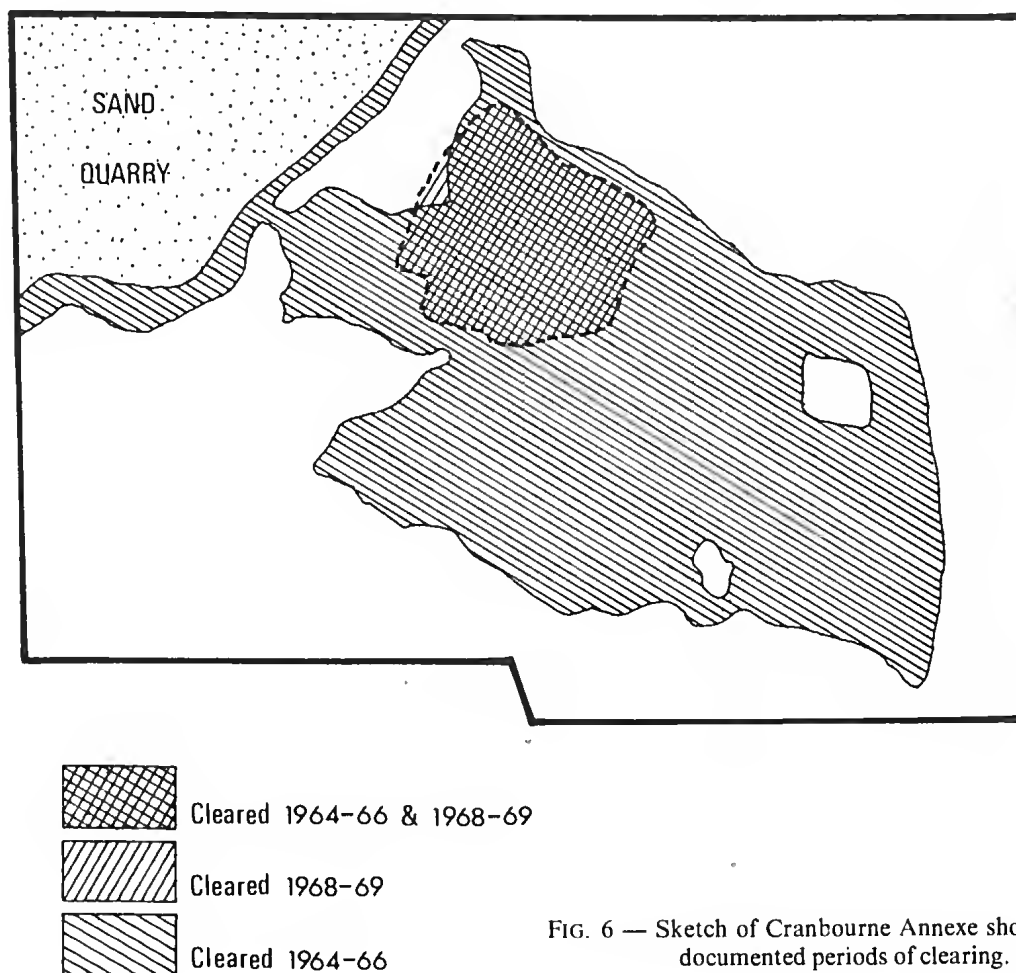 SAND
QUARRY
Cleared 1964-66 & 1968-69
Cleared 1968-69
Cleared 1964-66
FIG. 6 — Sketch of Cranbourne Annexe sho
documented periods of clearing.